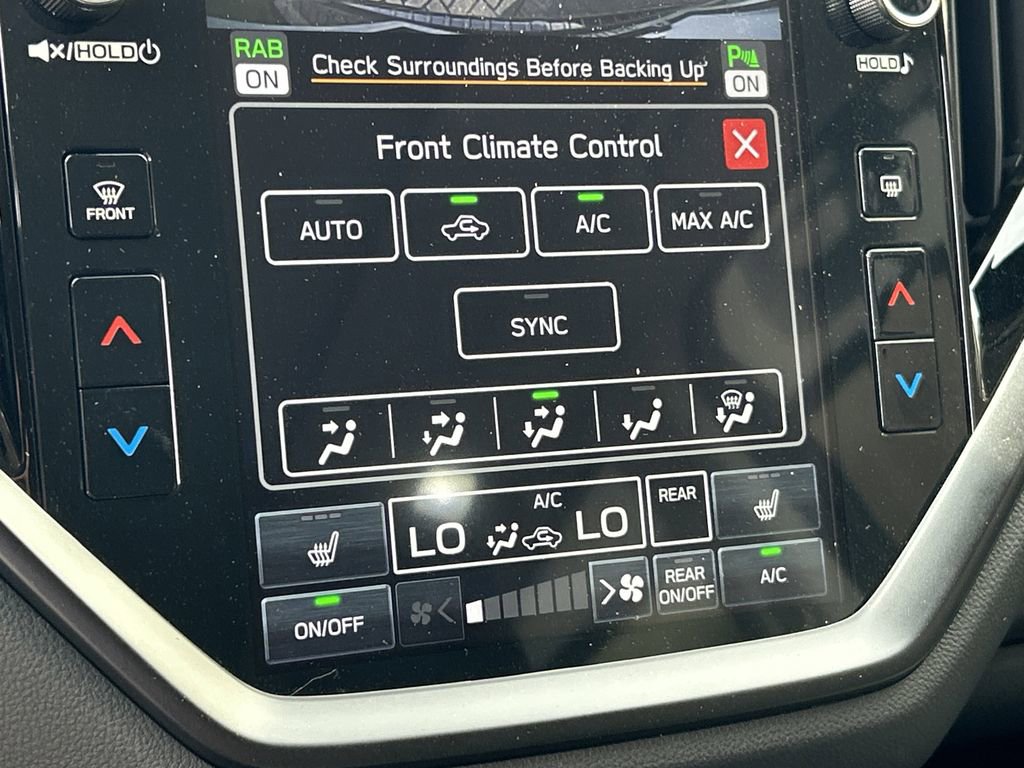 HOLD
RAB
ON
Check Surroundings Before Backing Up
P
ON
HOLD
Front Climate Control
FRONT
AUTO
A/C
MAX A/C
SYNC
A/C
LO
LO
REAR
ON/OFF
REAR
ON/OFF
A/C